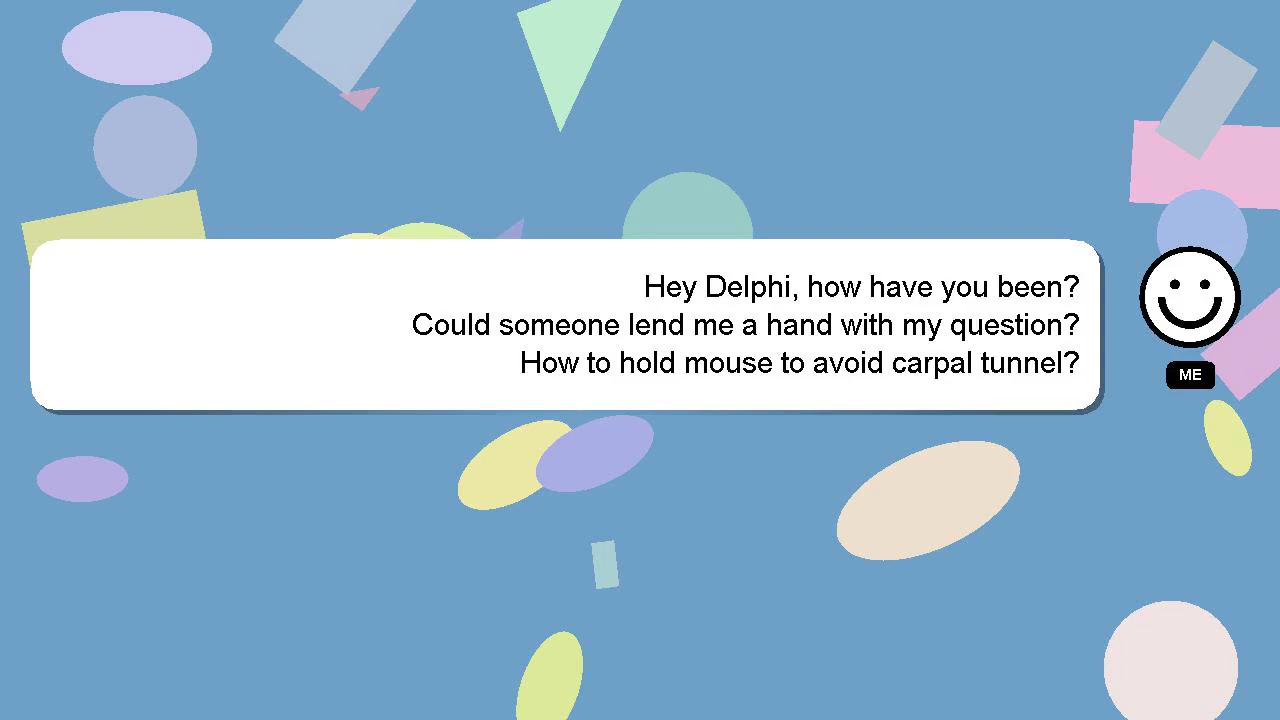 Hey Delphi, how have you been?
Could someone lend me a hand with my question?
How to hold mouse to avoid carpal tunnel?
ME